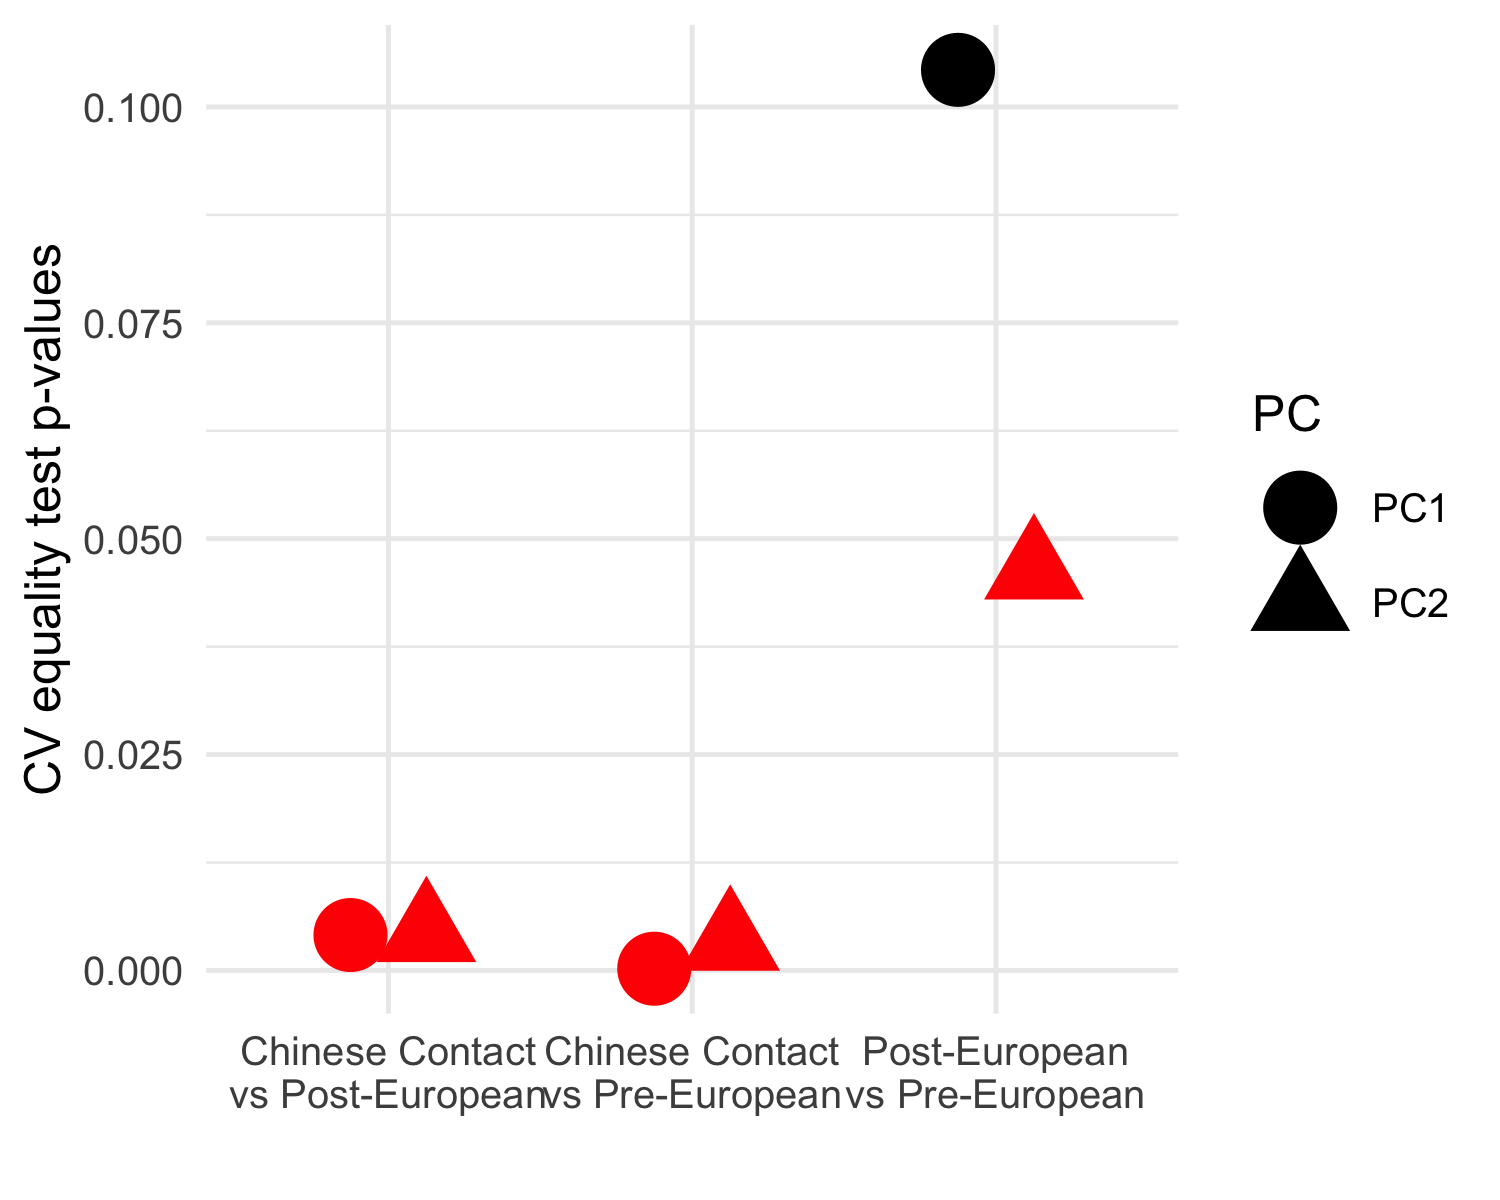 CV equality test p-values
0.100
0.075
0.050
0.025
0.000
Chinese Contact
vs Post-European
Chinese Contact
vs Pre-European
Post-European
vs Pre-European
PC
PC1
PC2